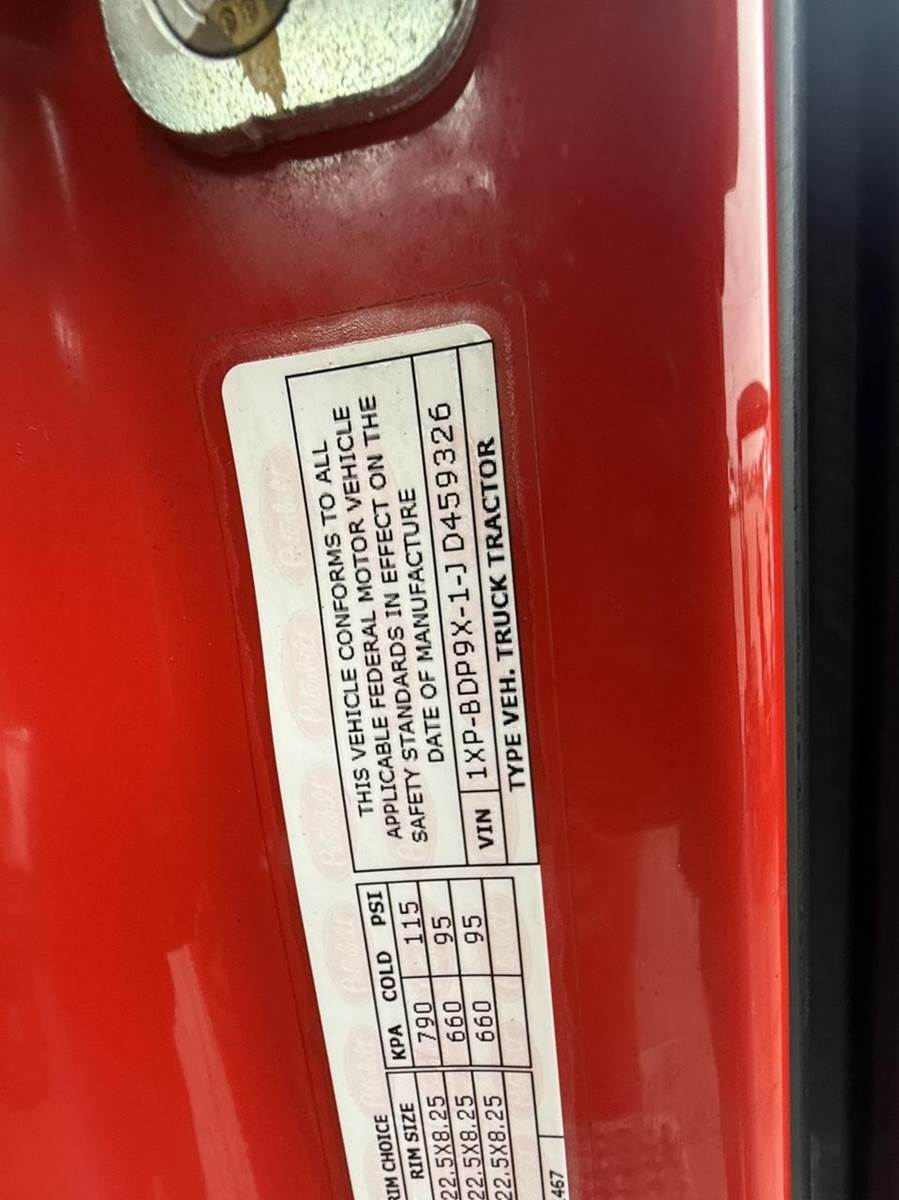 THIS VEHICLE CONFORMS TO ALL
APPLICABLE FEDERAL MOTOR VEHICLE
SAFETY STANDARDS IN EFFECT ON THE
DATE OF MANUFACTURE
VIN 1XP-BDP9X-1-JD459326
TYPE VEH. TRUCK TRACTOR
RIM CHOICE
RIM SIZE KPA COLD PSI
22.5X8.25 790 115
22.5X8.25 660 95
22.5X8.25 660 95
467
Peterbilt